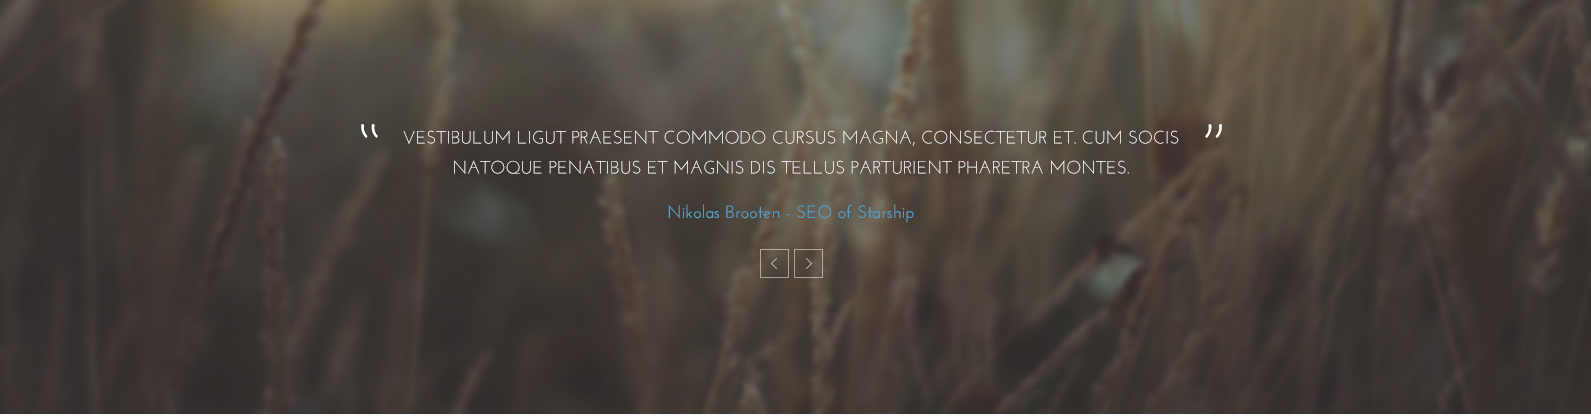 “ VESTIBULUM LIGUT PRAESENT COMMODO CURSUS MAGNA, CONSECTETUR ET. CUM SOCIS ”
NATOQUE PENATIBUS ET MAGNIS DIS TELLUS PARTURIENT PHARETRA MONTES.
Nikolas Brooten - SEO of Starship